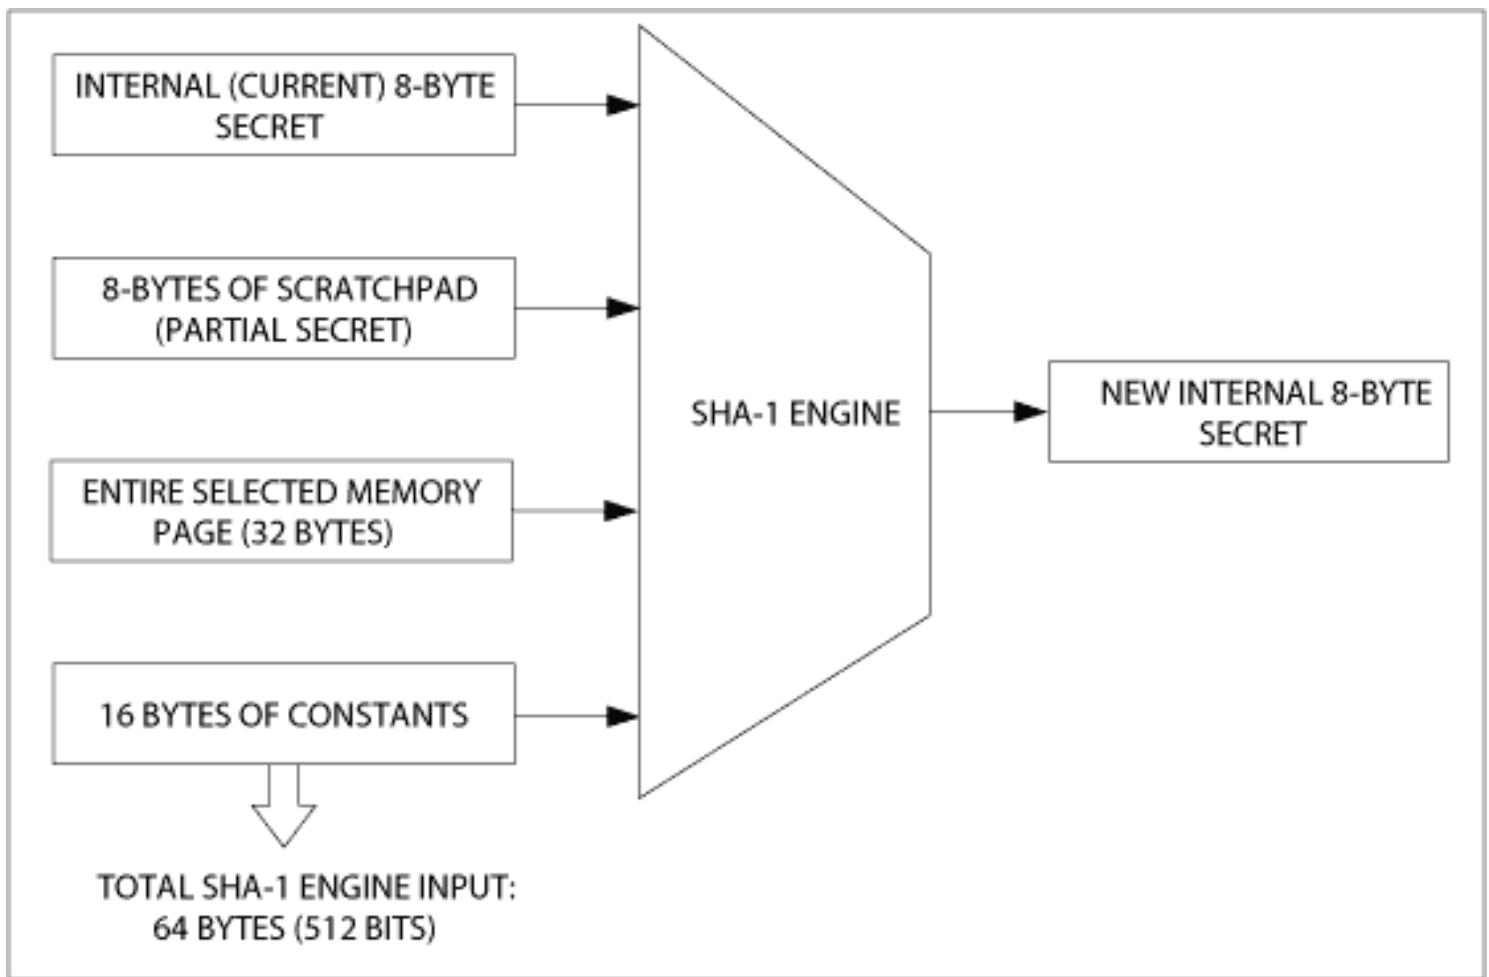 INTERNAL (CURRENT) 8-BYTE
SECRET
8-BYTES OF SCRATCHPAD
(PARTIAL SECRET)
ENTIRE SELECTED MEMORY
PAGE (32 BYTES)
16 BYTES OF CONSTANTS
TOTAL SHA-1 ENGINE INPUT:
64 BYTES (512 BITS)
SHA-1 ENGINE
NEW INTERNAL 8-BYTE
SECRET